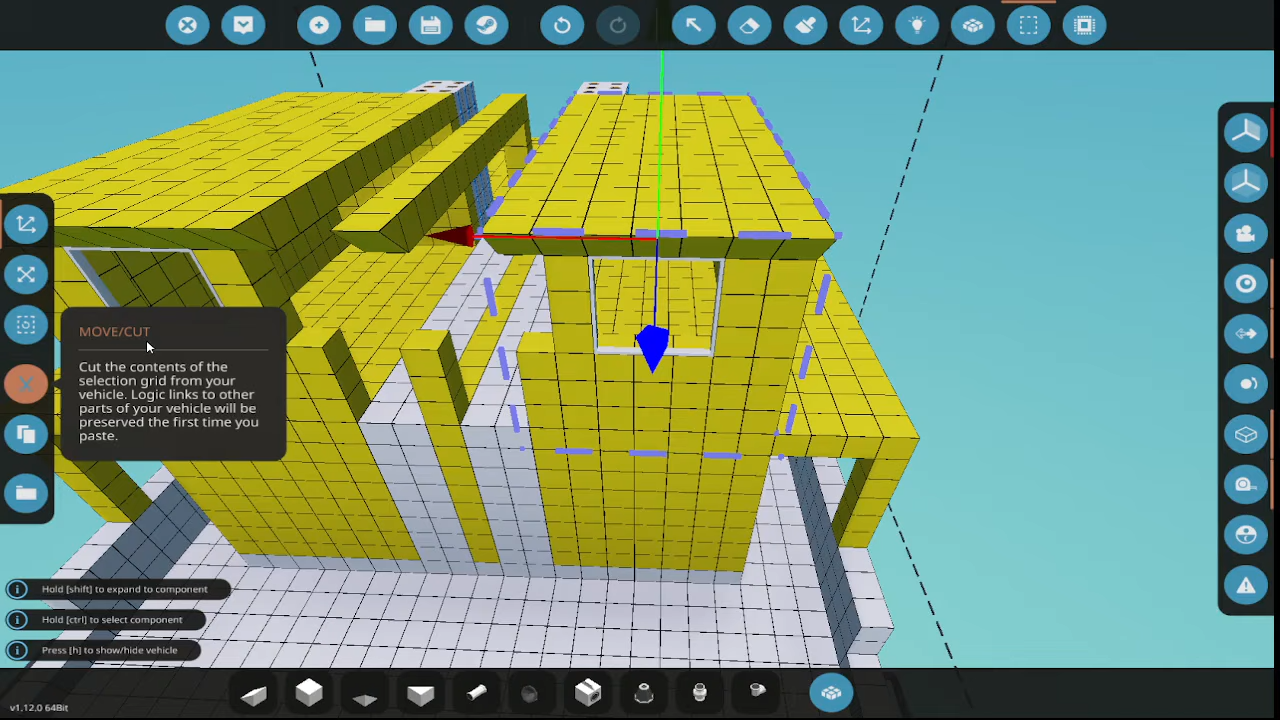 MOVE/CUT
Cut the contents of the
selection grid from your
vehicle. Logic links to other
parts of your vehicle will be
preserved the first time you
paste.
Hold [shift] to expand to component
Hold [ctrl] to select component
Press [h] to show/hide vehicle
v1.12.0 64Bit